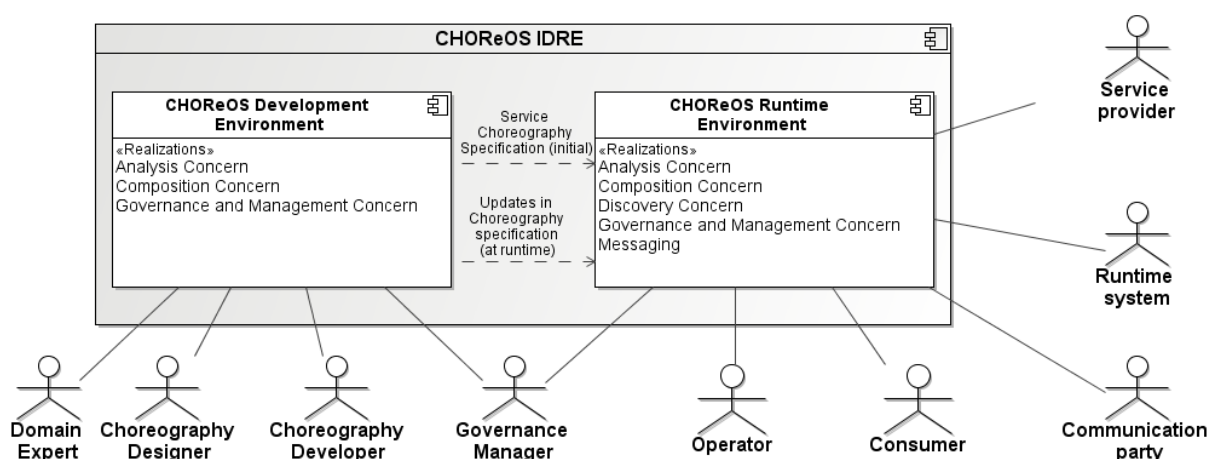 CHOReOS IDRE
CHOReOS Development
Environment
«Realizations»
Analysis Concern
Composition Concern
Governance and Management Concern
Service
Choreography
Specification (initial)
Updates in
Choreography
specification
(at runtime)
CHOReOS Runtime
Environment
«Realizations»
Analysis Concern
Composition Concern
Discovery Concern
Governance and Management Concern
Messaging
Service
provider
Runtime
system
Domain
Expert
Choreography
Designer
Choreography
Developer
Governance
Manager
Operator
Consumer
Communication
party